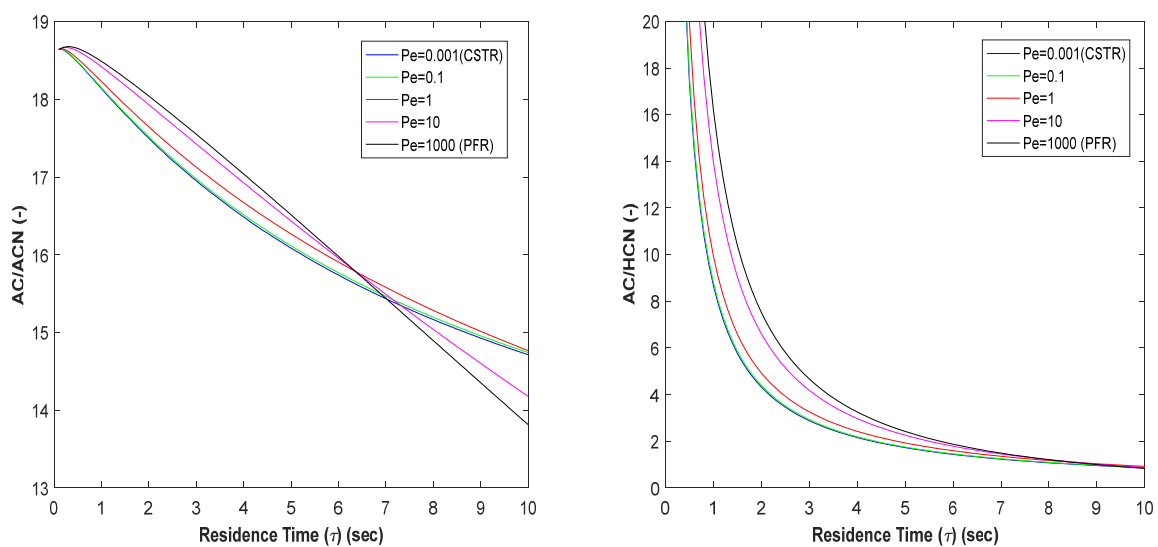 19
18
17
16
15
14
13
AC/ACN (-)
0 1 2 3 4 5 6 7 8 9 10
Residence Time (τ) (sec)
Pe=0.001(CSTR)
Pe=0.1
Pe=1
Pe=10
Pe=1000 (PFR)
20
18
16
14
12
10
8
6
4
2
0
AC/HCN (-)
0 1 2 3 4 5 6 7 8 9 10
Residence Time (τ) (sec)
Pe=0.001(CSTR)
Pe=0.1
Pe=1
Pe=10
Pe=1000 (PFR)